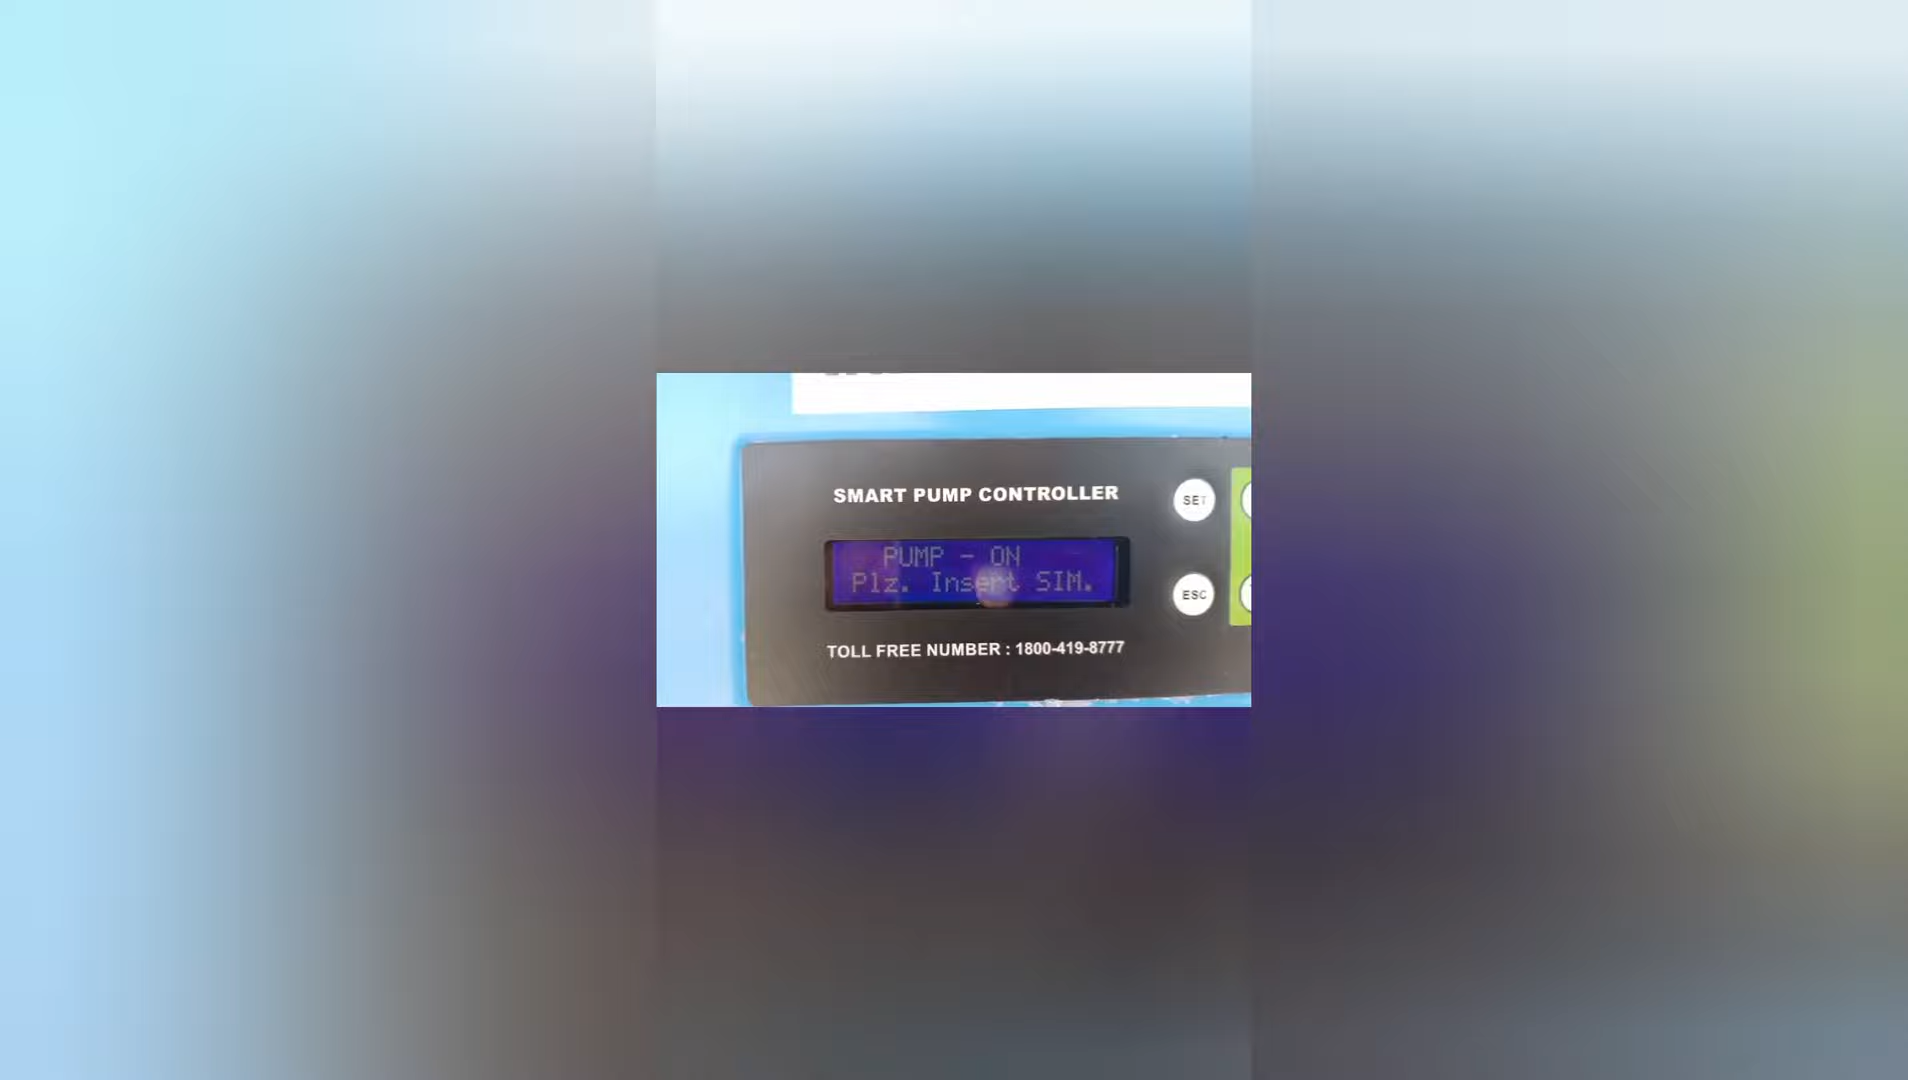 SMART PUMP CONTROLLER
SET
PUMP - ON
Plz. Insert SIM.
ESC
TOLL FREE NUMBER : 1800-419-8777